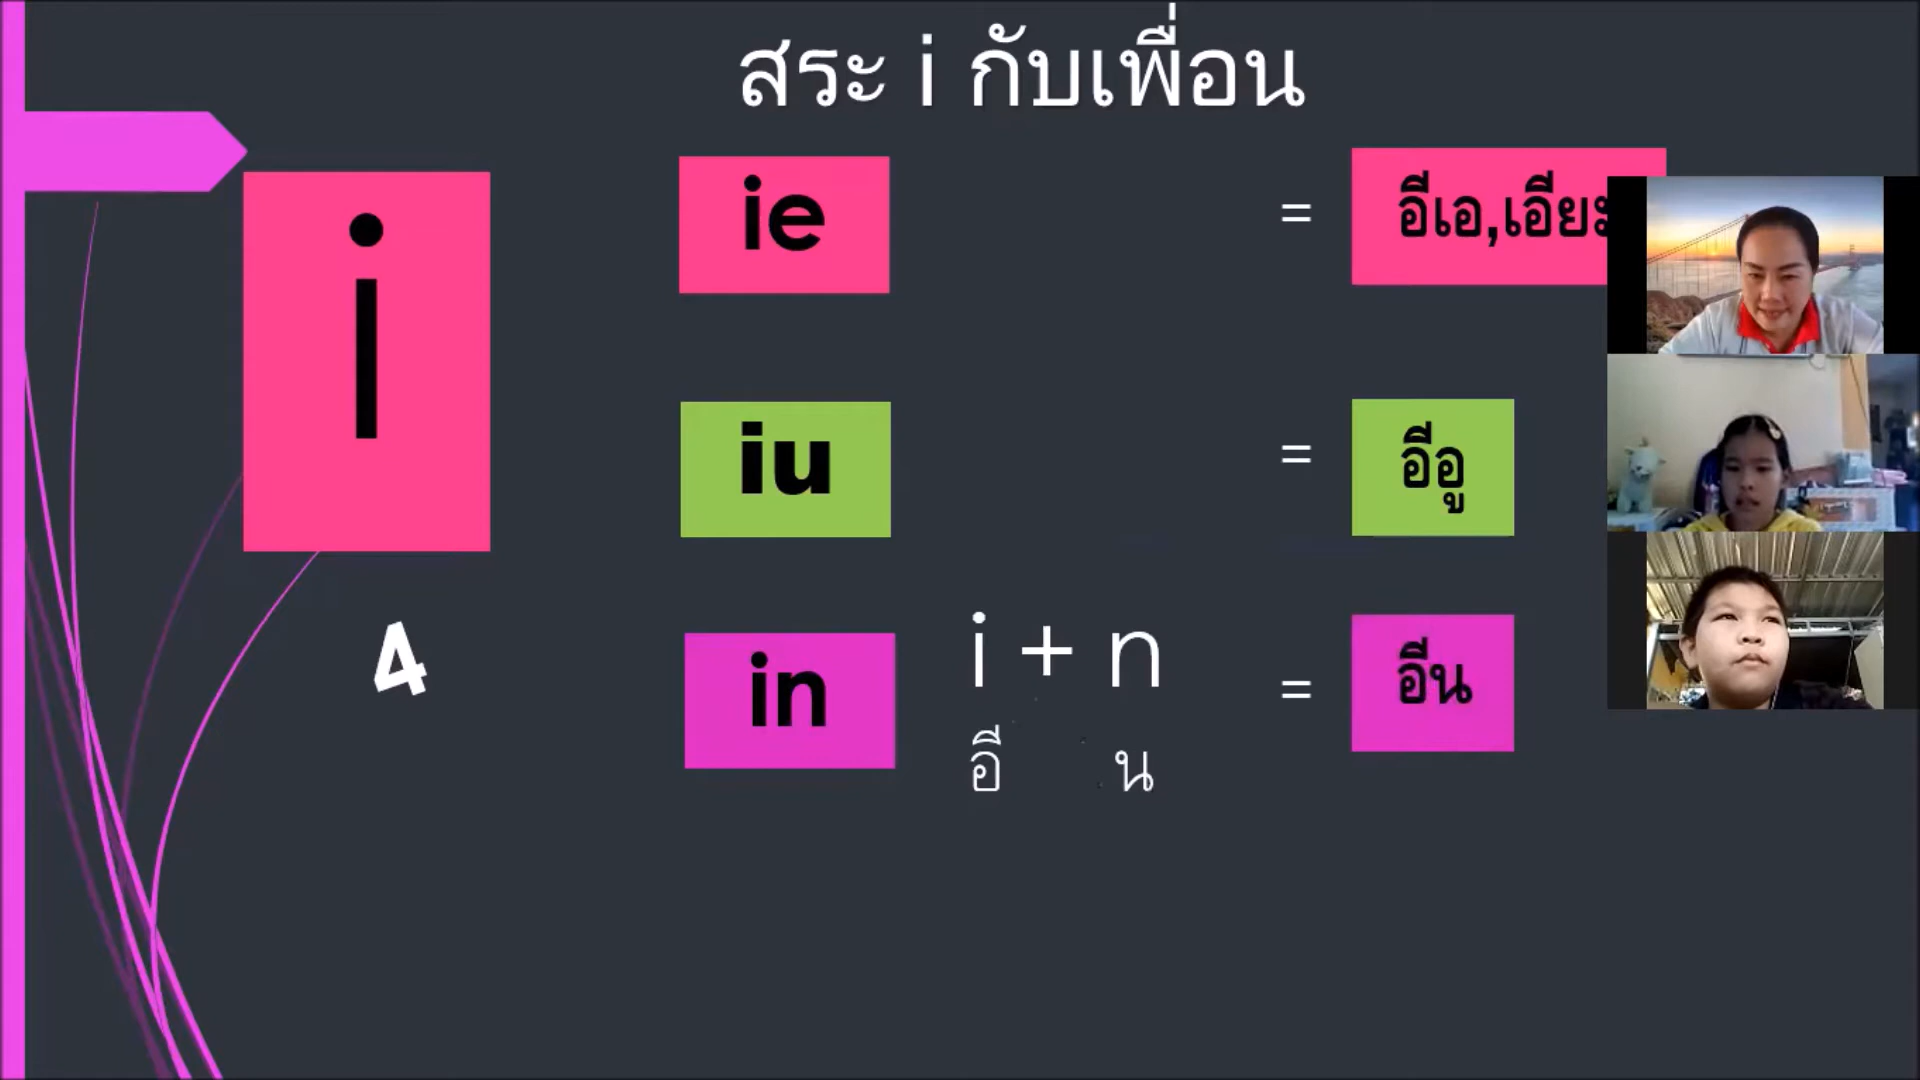 สระ i กับเพื่อน
i
4
ie = อีเอ,เอียะ
iu = อีอู
in i + n = อีน
อี น